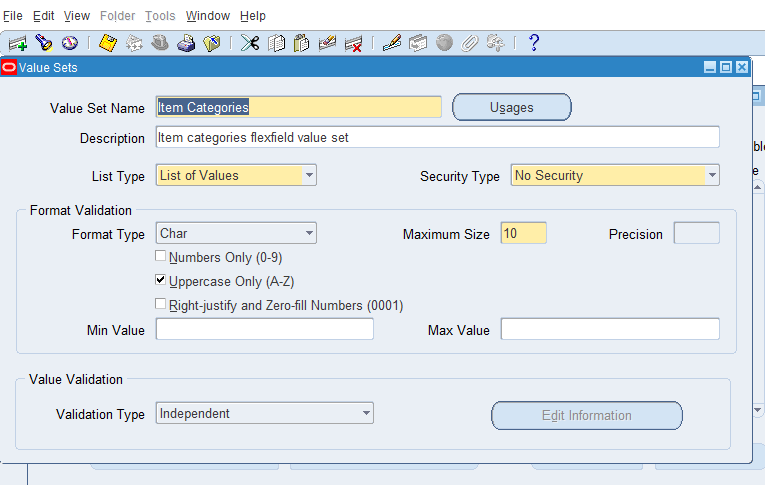 File Edit View Folder Tools Window Help
Value Sets
Value Set Name Item Categories Usages
Description Item categories flexfield value set
List Type List of Values Security Type No Security
Format Validation
Format Type Char Maximum Size 10 Precision
Numbers Only (0-9)
Uppercase Only (A-Z)
Right-justify and Zero-fill Numbers (0001)
Min Value Max Value
Value Validation
Validation Type Independent Edit Information